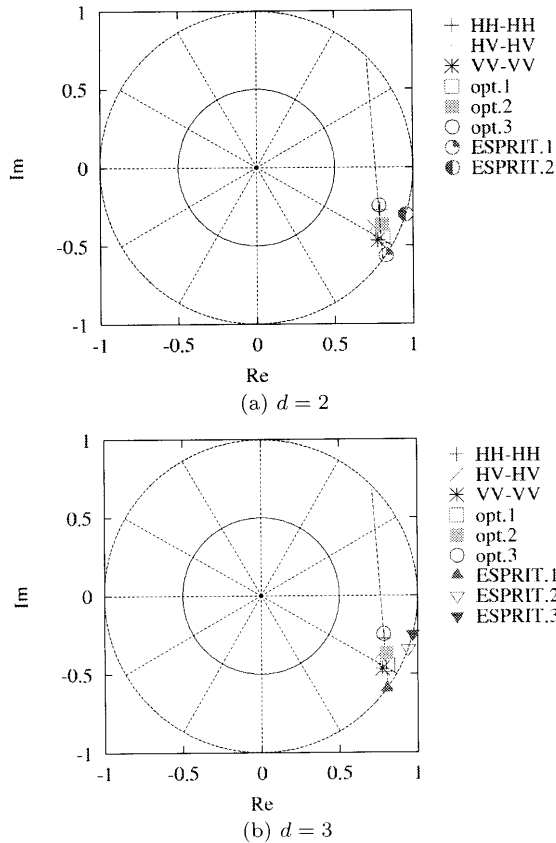 1
0.5
0
-0.5
-1
-1 -0.5 0 0.5 1
Im
Re
HH-HH
HV-HV
VV-VV
opt.1
opt.2
opt.3
ESPRIT.1
ESPRIT.2
(a) d = 2
1
0.5
0
-0.5
-1
-1 -0.5 0 0.5 1
Im
Re
HH-HH
HV-HV
VV-VV
opt.1
opt.2
opt.3
ESPRIT.1
ESPRIT.2
ESPRIT.3
(b) d = 3